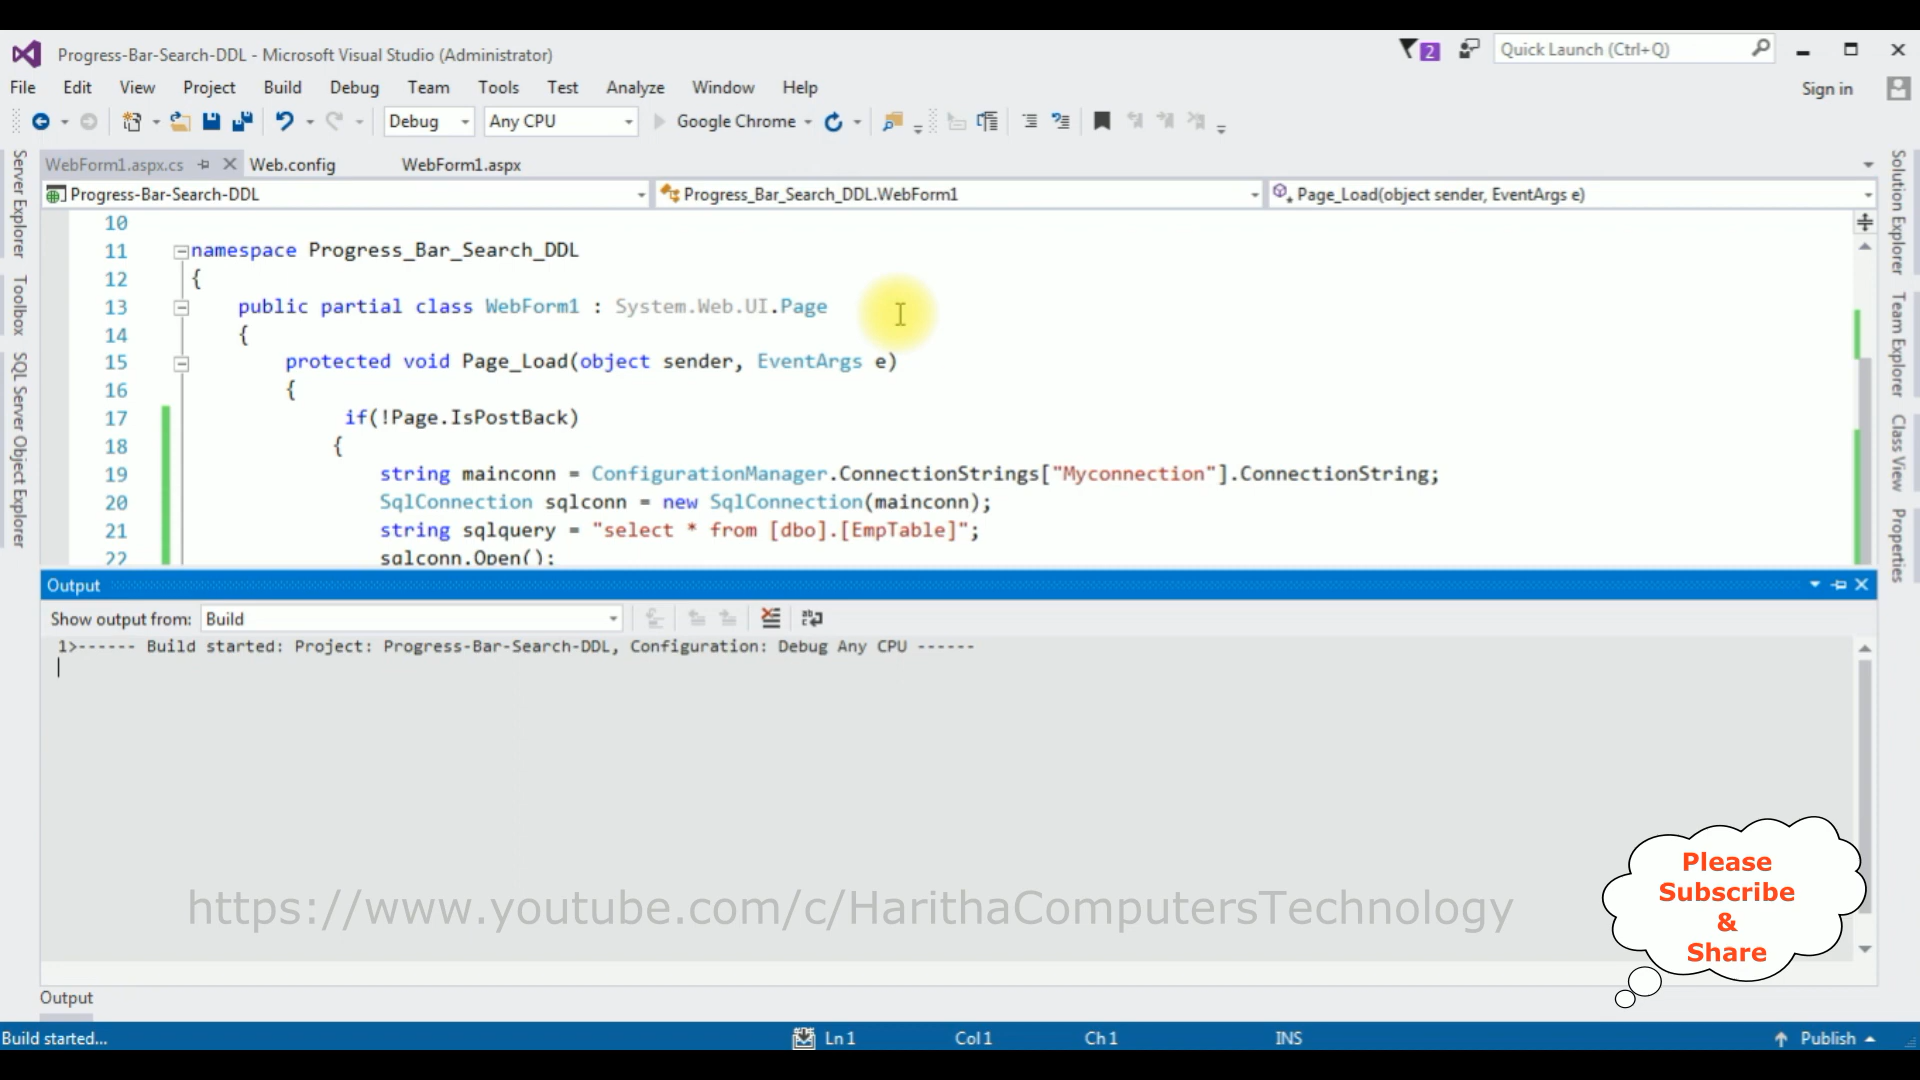 Progress-Bar-Search-DDL - Microsoft Visual Studio (Administrator)
2
Quick Launch (Ctrl+Q)
File Edit View Project Build Debug Team Tools Test Analyze Window Help
Sign in
Debug Any CPU Google Chrome
WebForm1.aspx.cs Web.config WebForm1.aspx
Progress-Bar-Search-DDL Progress_Bar_Search_DDL.WebForm1 Page_Load(object sender, EventArgs e)
Server Explorer
Toolbox
SQL Server Object Explorer
10
11 namespace Progress_Bar_Search_DDL
12 {
13 public partial class WebForm1 : System.Web.UI.Page
14 {
15 protected void Page_Load(object sender, EventArgs e)
16 {
17 if(!Page.IsPostBack)
18 {
19 string mainconn = ConfigurationManager.ConnectionStrings["Myconnection"].ConnectionString;
20 SqlConnection sqlconn = new SqlConnection(mainconn);
21 string sqlquery = "select * from [dbo].[EmpTable]";
22 sqlconn.Open();
Solution Explorer
Team Explorer
Class View
Properties
Output
Show output from: Build
1>------ Build started: Project: Progress-Bar-Search-DDL, Configuration: Debug Any CPU ------
https://www.youtube.com/c/HarithaComputersTechnology
Please
Subscribe
&
Share
Output
Build started... Ln 1 Col 1 Ch 1 INS Publish